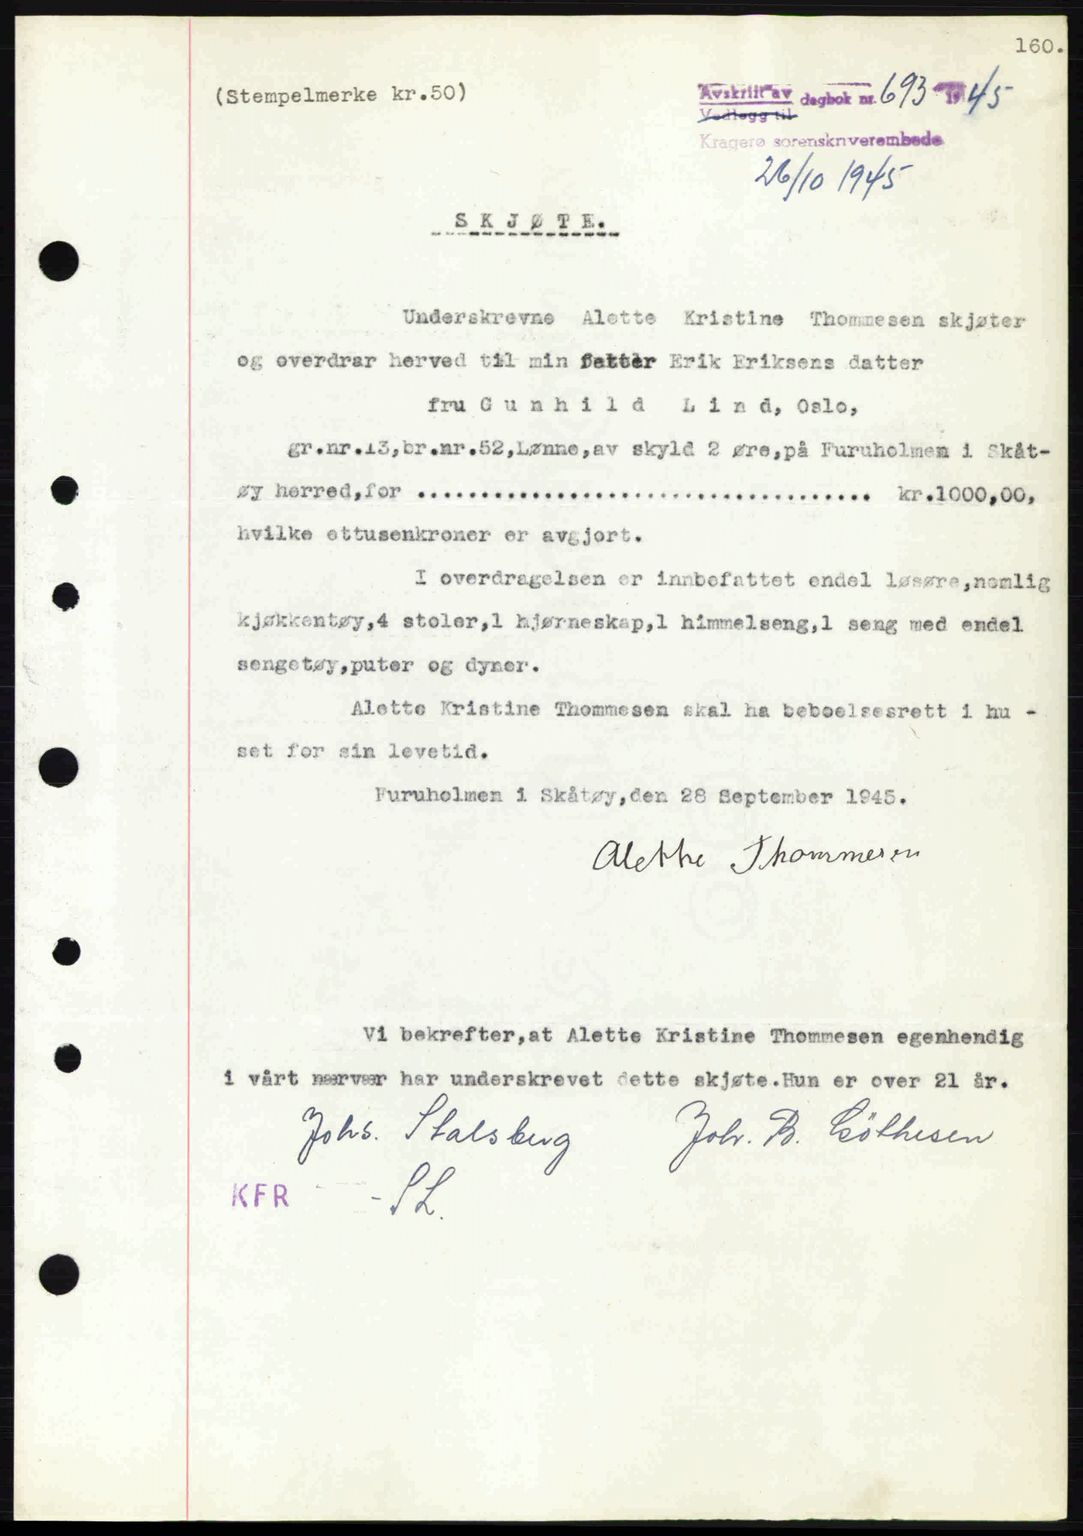 160.
(Stempelmerke kr.50)
Avskrift av dagbok nr. 693 1945
Vedlegg til
Kragerø sorenskriverembede
26/10 1945
S K J Ø T E.
Underskrevne Alette Kristine Thommesen skjøter
og overdrar herved til min fetter Erik Eriksens datter
fru G u n h i l d L i n d, Oslo,
gr.nr.13,br.nr.52,Lønne,av skyld 2 øre,på Furuholmen i Skåt-
øy herred,for .................................... kr.1000,00,
hvilke ettusenkroner er avgjort.
I overdragelsen er innbefattet endel løsøre,nemlig
kjøkkentøy,4 stoler,1 hjørneskap,1 himmelseng,1 seng med endel
sengetøy,puter og dyner.
Alette Kristine Thommesen skal ha beboelsesrett i hu -
set for sin levetid.
Furuholmen i Skåtøy,den 28 September 1945.
Alette Thommesen
Vi bekrefter,at Alette Kristine Thommesen egenhendig
i vårt nærvær har underskrevet dette skjøte.Hun er over 21 år.
Johs. Stalsberg Joh. B. Göthesen
KFR - SL.